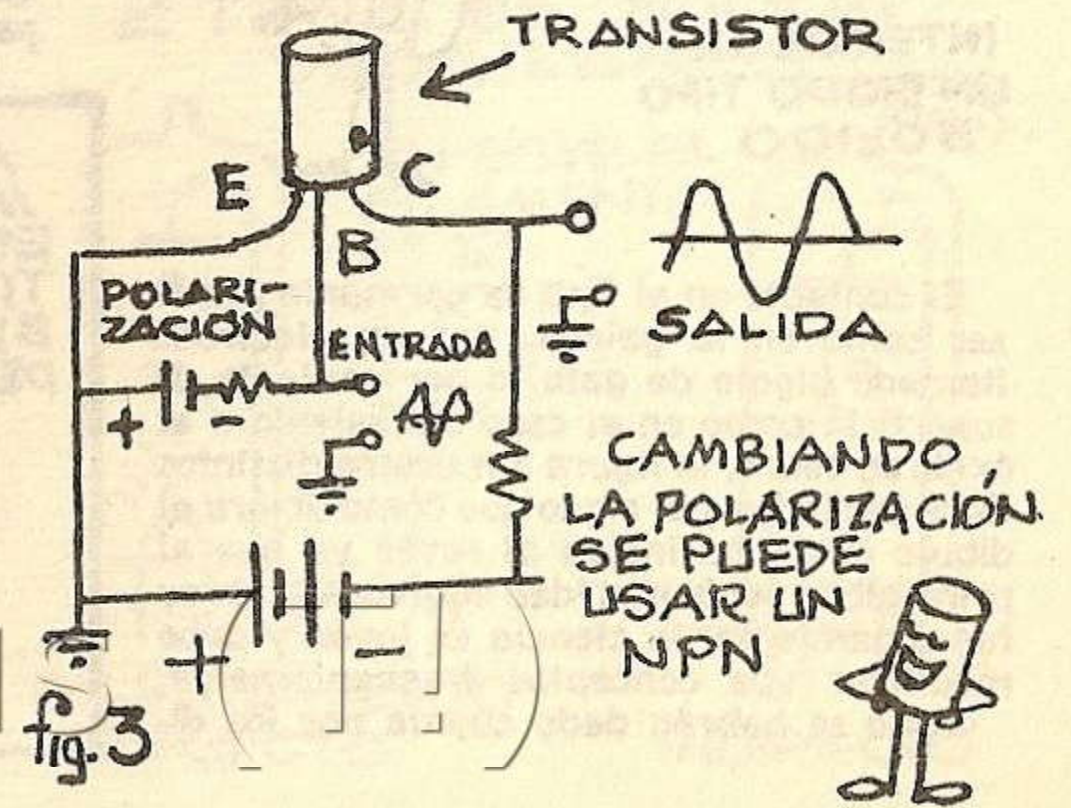 TRANSISTOR
E
C
B
POLARI-
ZACIÓN
ENTRADA
+ -
SALIDA
CAMBIANDO
LA POLARIZACIÓN
SE PUEDE
USAR UN
NPN
+ -
fig. 3